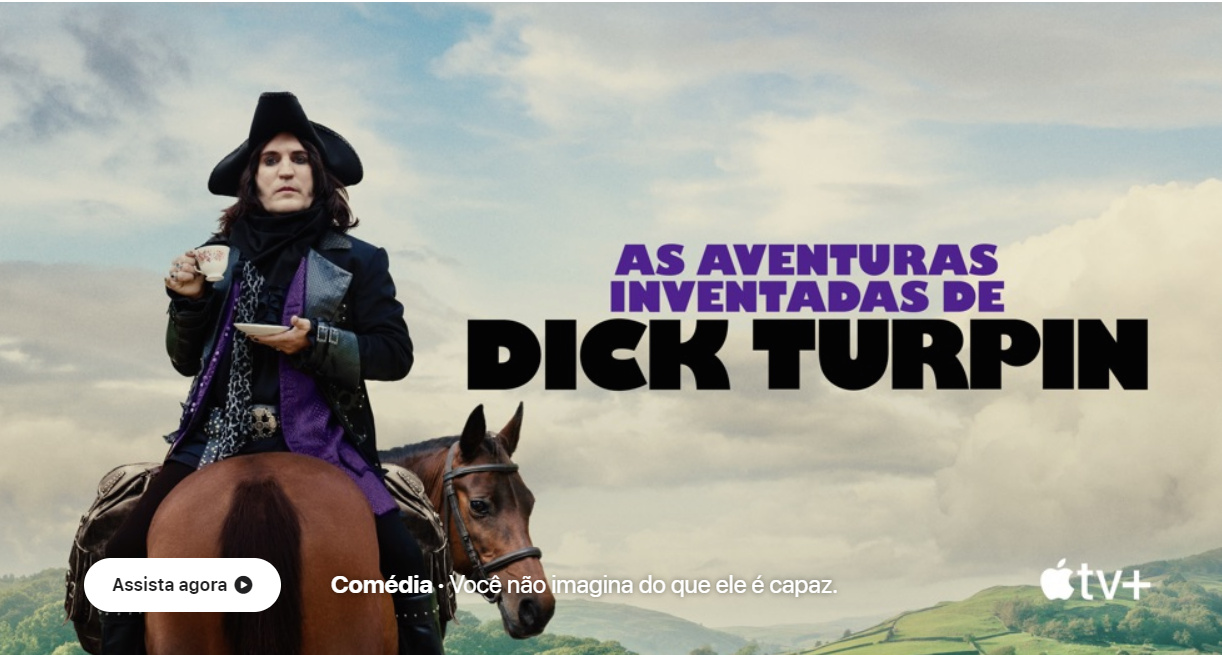 AS AVENTURAS
INVENTADAS DE
DICK TURPIN
Assista agora
Comédia · Você não imagina do que ele é capaz.
tv+